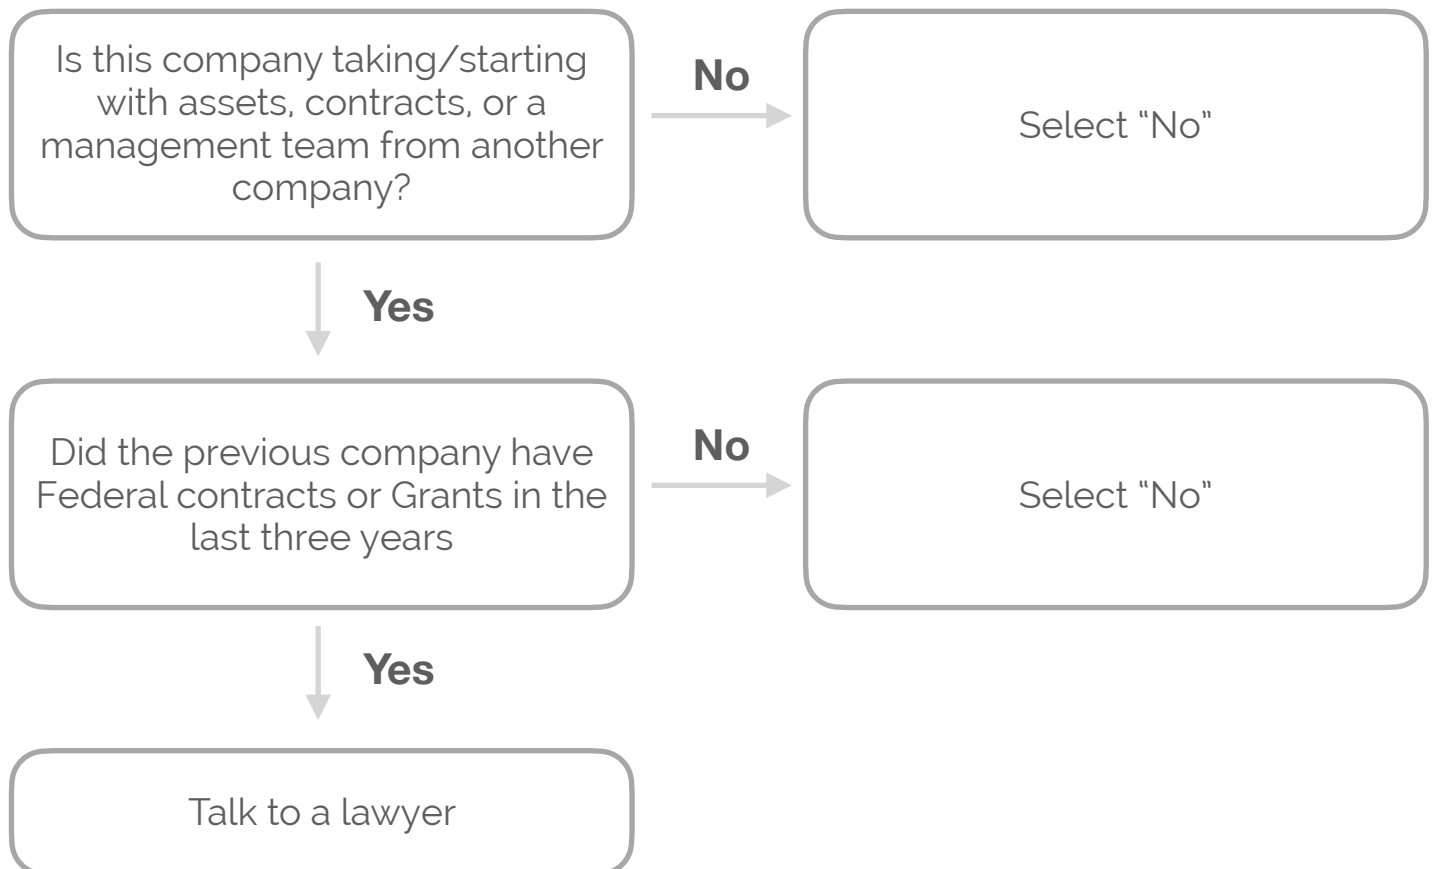 Is this company taking/starting
with assets, contracts, or a
management team from another
company?
No
Select “No”
Yes
Did the previous company have
Federal contracts or Grants in the
last three years
No
Select “No”
Yes
Talk to a lawyer